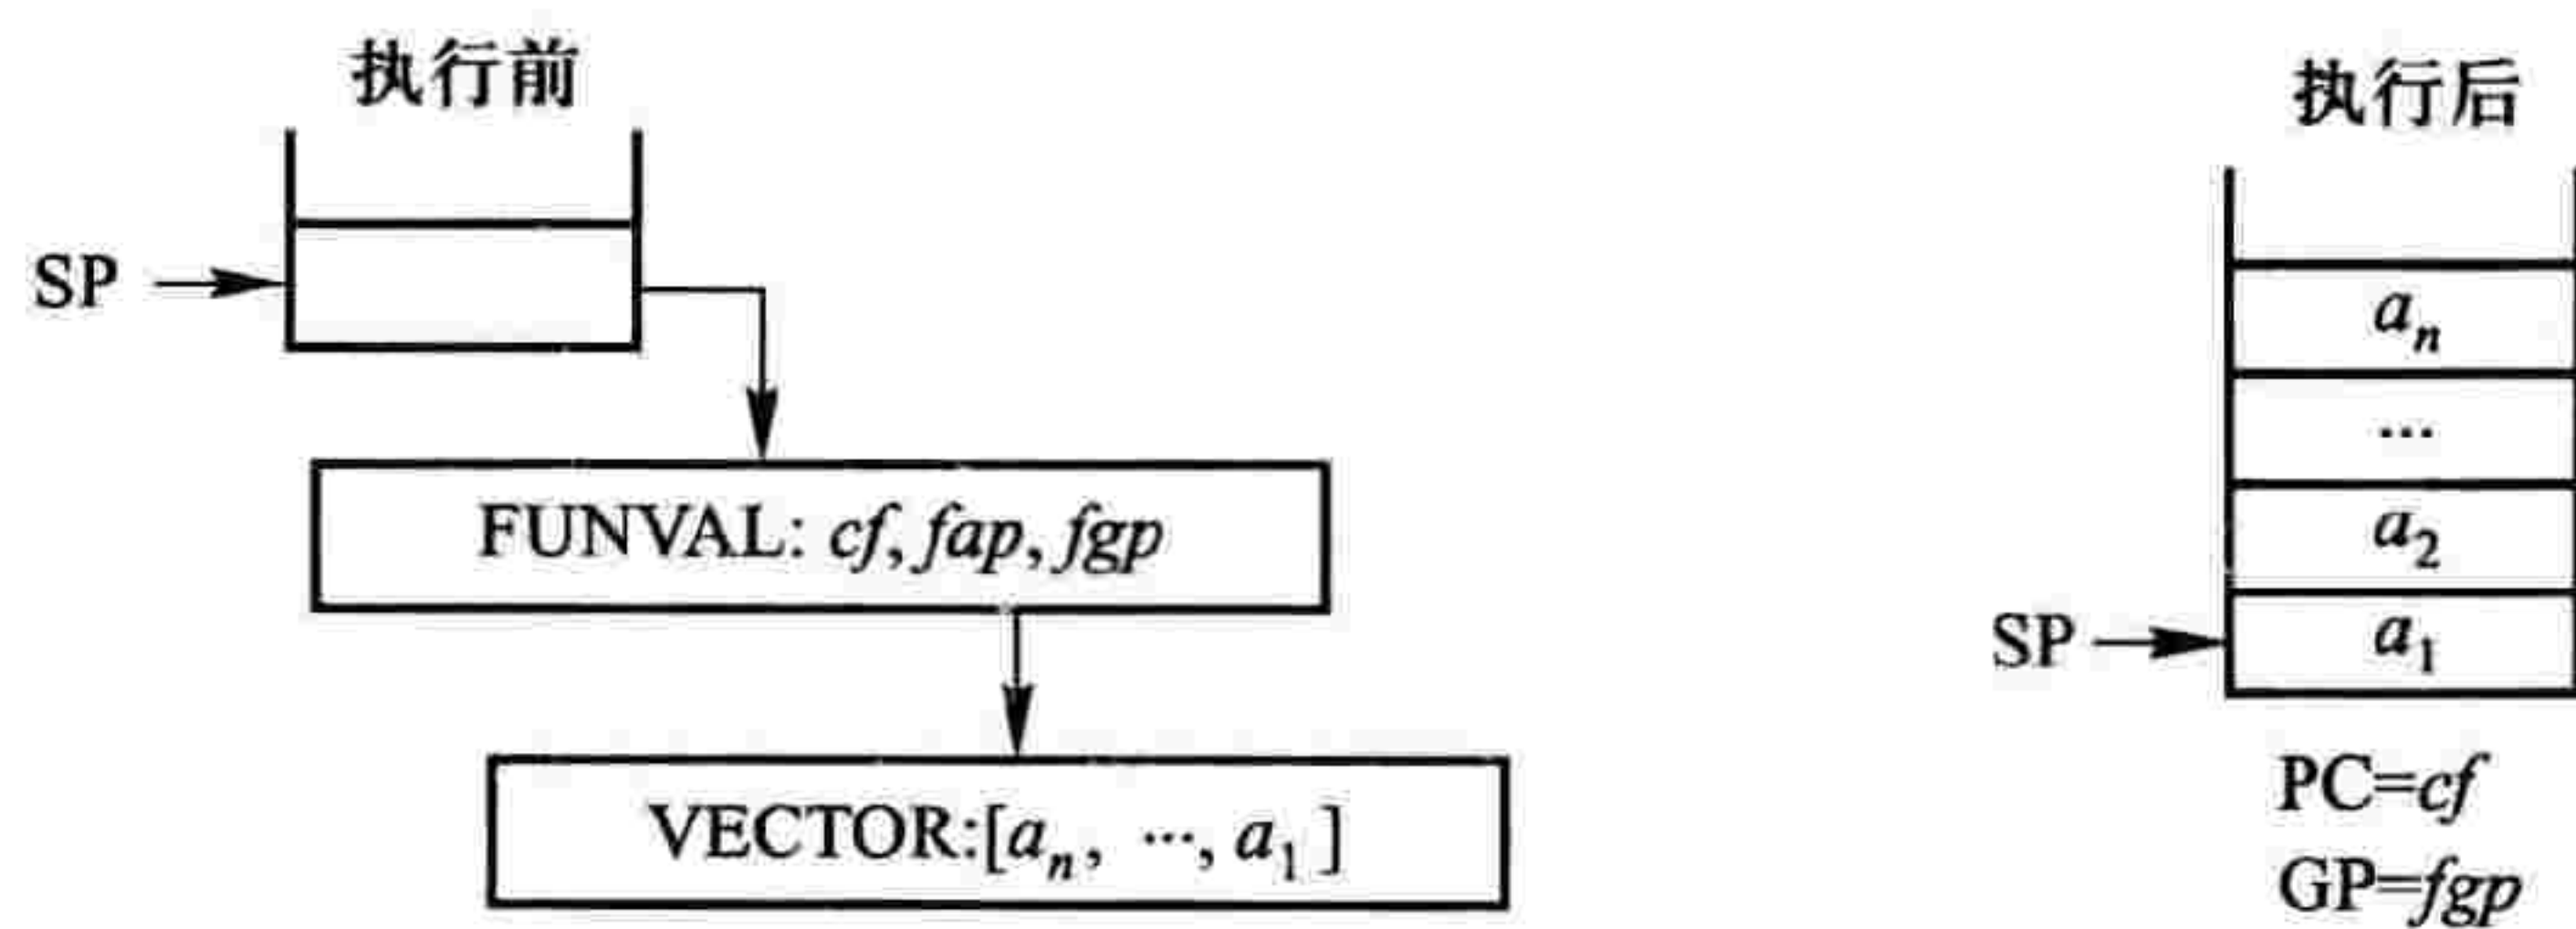 执行前
SP
FUNVAL: cf, fap, fgp
VECTOR:[aₙ, ···, a₁ ]
执行后
aₙ
···
a₂
SP
a₁
PC=cf
GP=fgp